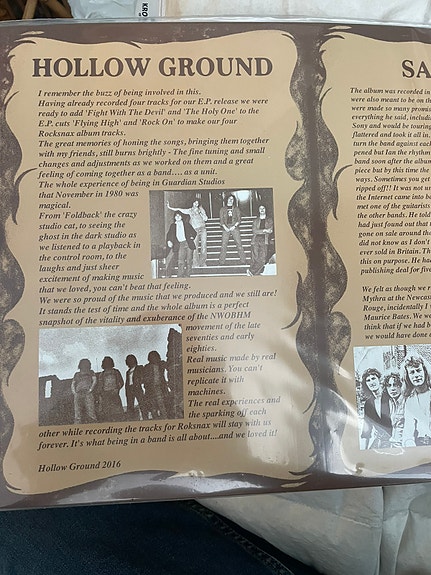 KRO
HOLLOW GROUND
I remember the buzz of being involved in this.
Having already recorded four tracks for our E.P. release we were
ready to add 'Fight With The Devil' and 'The Holy One' to the
E.P. cuts 'Flying High' and 'Rock On' to make our four
Roksnax album tracks.
The great memories of honing the songs, bringing them together
with my friends, still burns brightly - The fine tuning and small
changes and adjustments as we worked on them and a great
feeling of coming together as a band.... as a unit.
The whole experience of being in Guardian Studios
that November in 1980 was
magical.
From 'Foldback' the crazy
studio cat, to seeing the
ghost in the dark studio as
we listened to a playback in
the control room, to the
laughs and just sheer
excitement of making music
that we loved, you can't beat that feeling.
We were so proud of the music that we produced and we still are!
It stands the test of time and the whole album is a perfect
snapshot of the vitality and exuberance of the NWOBHM
movement of the late
seventies and early
eighties.
Real music made by real
musicians. You can't
replicate it with
machines.
The real experiences and
the sparking off each
other while recording the tracks for Roksnax will stay with us
forever. It's what being in a band is all about....and we loved it!
Hollow Ground 2016
SA
The album was recorded in
were also meant to be on th
were made so many promis
everything he said, includi
Sony and would be touring
flattered and took it all in.
turn the band against each
pened but Ian the rhythm
band soon after the album
piece but by this time the
ways. Sometimes you get
ripped off!! It was not un
the Internet came into ba
met one of the guitarists
the other bands. He told
had just found out that
gone on sale around the
did not know as I don't
ever sold in Britain. Th
this on purpose. He had
publishing deal for five
We felt as though we r
Mythra at the Newcas
Rouge, incidentally
Maurice Bates. We we
think that if we had b
we would have done